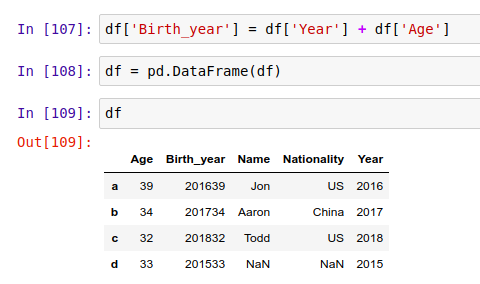 In [107]: df['Birth_year'] = df['Year'] + df['Age']
In [108]: df = pd.DataFrame(df)
In [109]: df
Out[109]:
Age Birth_year Name Nationality Year
a 39 201639 Jon US 2016
b 34 201734 Aaron China 2017
c 32 201832 Todd US 2018
d 33 201533 NaN NaN 2015